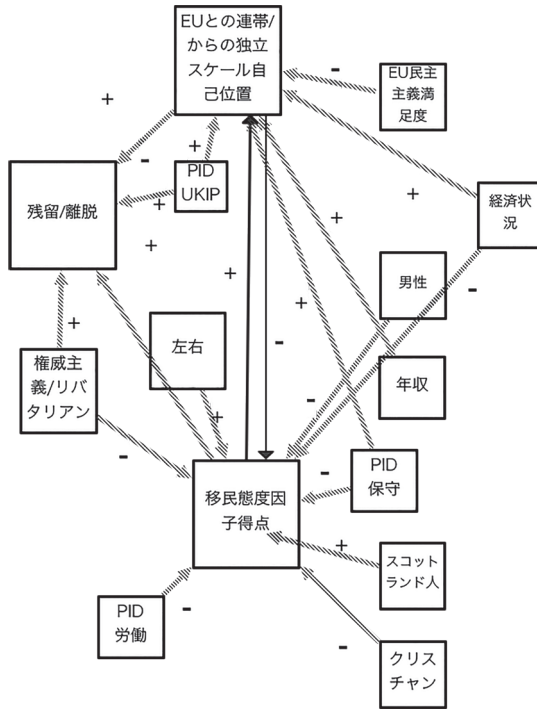 EUとの連帯/
からの独立
スケール自
己位置
-
EU民主
主義満
足度
+
+
-
PID
UKIP
+
残留/離脱
+
経済状
況
+
+
+
男性
-
+
+
左右
-
権威主
義/リバ
タリアン
年収
-
+
-
PID
保守
-
移民態度因
子得点
+
スコット
ランド人
PID
労働
-
-
クリス
チャン